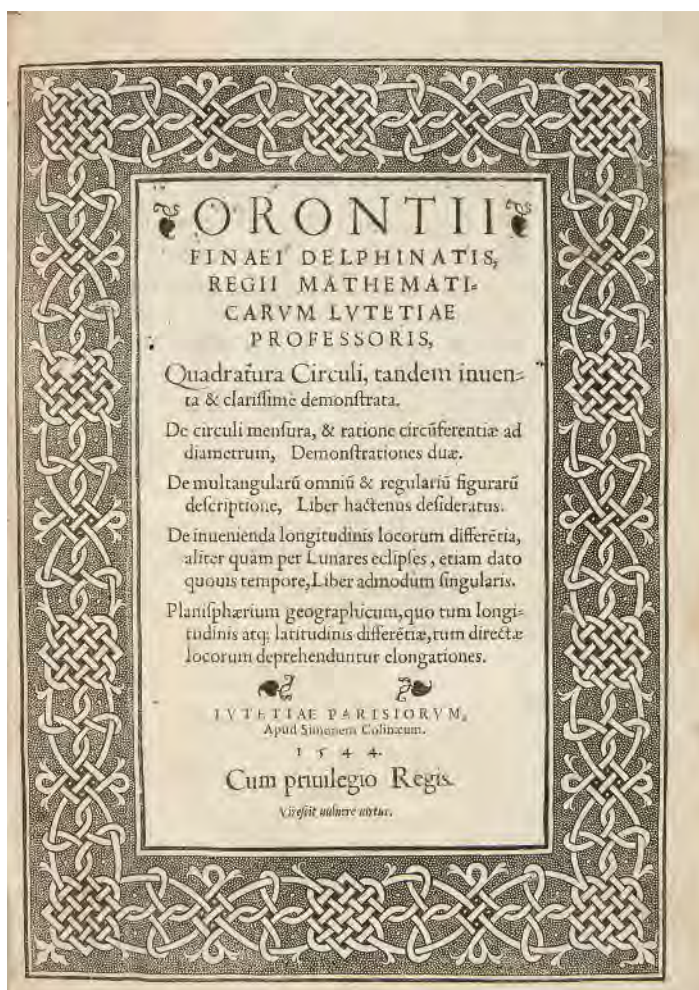 ORONTII
FINAEI DELPHINATIS,
REGII MATHEMATI-
CARVM LVTETIAE
PROFESSORIS,
Quadratura Circuli, tandem inuen-
ta & clarissime demonstrata.
De circuli mensura, & ratione circũferentiæ ad
diametrum, Demonstrationes duæ.
De multangularũ omniũ & regulariũ figurarũ
descriptione, Liber hactenus desideratus.
De inuenienda longitudinis locorum differẽtia,
aliter quàm per Lunares eclipses, etiam dato
quouis tempore, Liber admodum singularis.
Planisphærium geographicum, quo tum longi-
tudinis atq; latitudinis differẽtiæ, tum directæ
locorum deprehenduntur elongationes.
LVTETIAE PARISIORVM,
Apud Simonem Colinæum.
1544.
Cum priuilegio Regis.
Virescit uulnere uirtus.